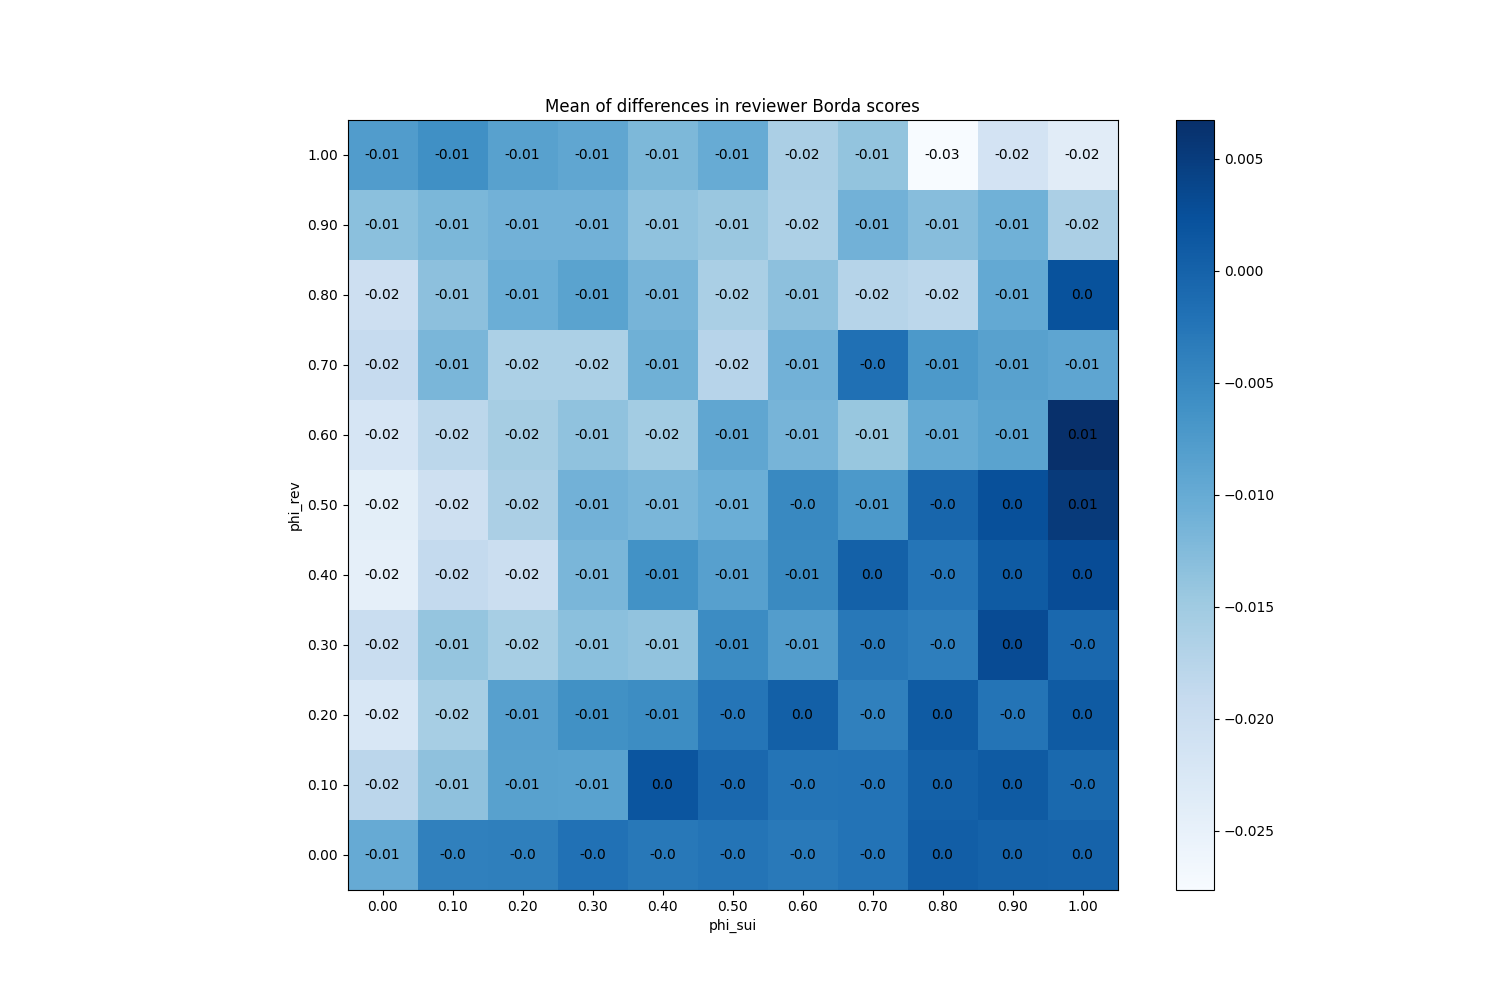 Mean of differences in reviewer Borda scores
1.00 -0.01 -0.01 -0.01 -0.01 -0.01 -0.01 -0.02 -0.01 -0.03 -0.02 -0.02
0.90 -0.01 -0.01 -0.01 -0.01 -0.01 -0.01 -0.02 -0.01 -0.01 -0.01 -0.02
0.80 -0.02 -0.01 -0.01 -0.01 -0.01 -0.02 -0.01 -0.02 -0.02 -0.01 0.0
0.70 -0.02 -0.01 -0.02 -0.02 -0.01 -0.02 -0.01 -0.0 -0.01 -0.01 -0.01
0.60 -0.02 -0.02 -0.02 -0.01 -0.02 -0.01 -0.01 -0.01 -0.01 -0.01 0.01
phi_rev
0.50 -0.02 -0.02 -0.02 -0.01 -0.01 -0.01 -0.0 -0.01 -0.0 0.0 0.01
0.40 -0.02 -0.02 -0.02 -0.01 -0.01 -0.01 -0.01 0.0 -0.0 0.0 0.0
0.30 -0.02 -0.01 -0.02 -0.01 -0.01 -0.01 -0.01 -0.0 -0.0 0.0 -0.0
0.20 -0.02 -0.02 -0.01 -0.01 -0.01 -0.0 0.0 -0.0 0.0 -0.0 0.0
0.10 -0.02 -0.01 -0.01 -0.01 0.0 -0.0 -0.0 -0.0 0.0 0.0 -0.0
0.00 -0.01 -0.0 -0.0 -0.0 -0.0 -0.0 -0.0 -0.0 0.0 0.0 0.0
0.00 0.10 0.20 0.30 0.40 0.50 0.60 0.70 0.80 0.90 1.00
phi_sui
0.005
0.000
−0.005
−0.010
−0.015
−0.020
−0.025